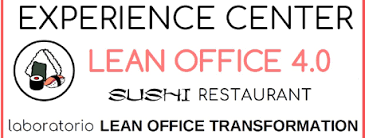 EXPERIENCE CENTER
LEAN OFFICE 4.0
SUSHI RESTAURANT
laboratorio LEAN OFFICE TRANSFORMATION